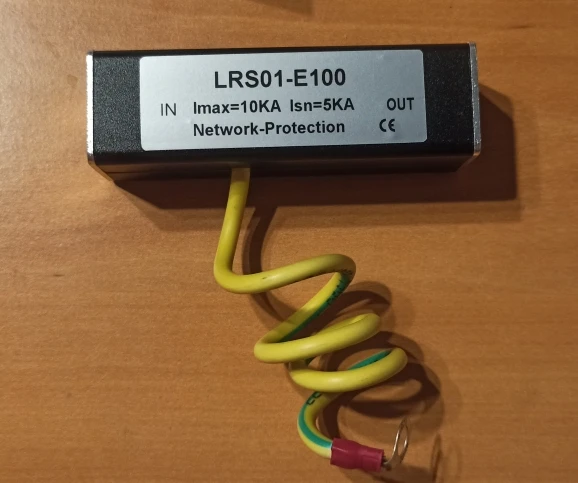 LRS01-E100
IN Imax=10KA Isn=5KA OUT
Network-Protection CE